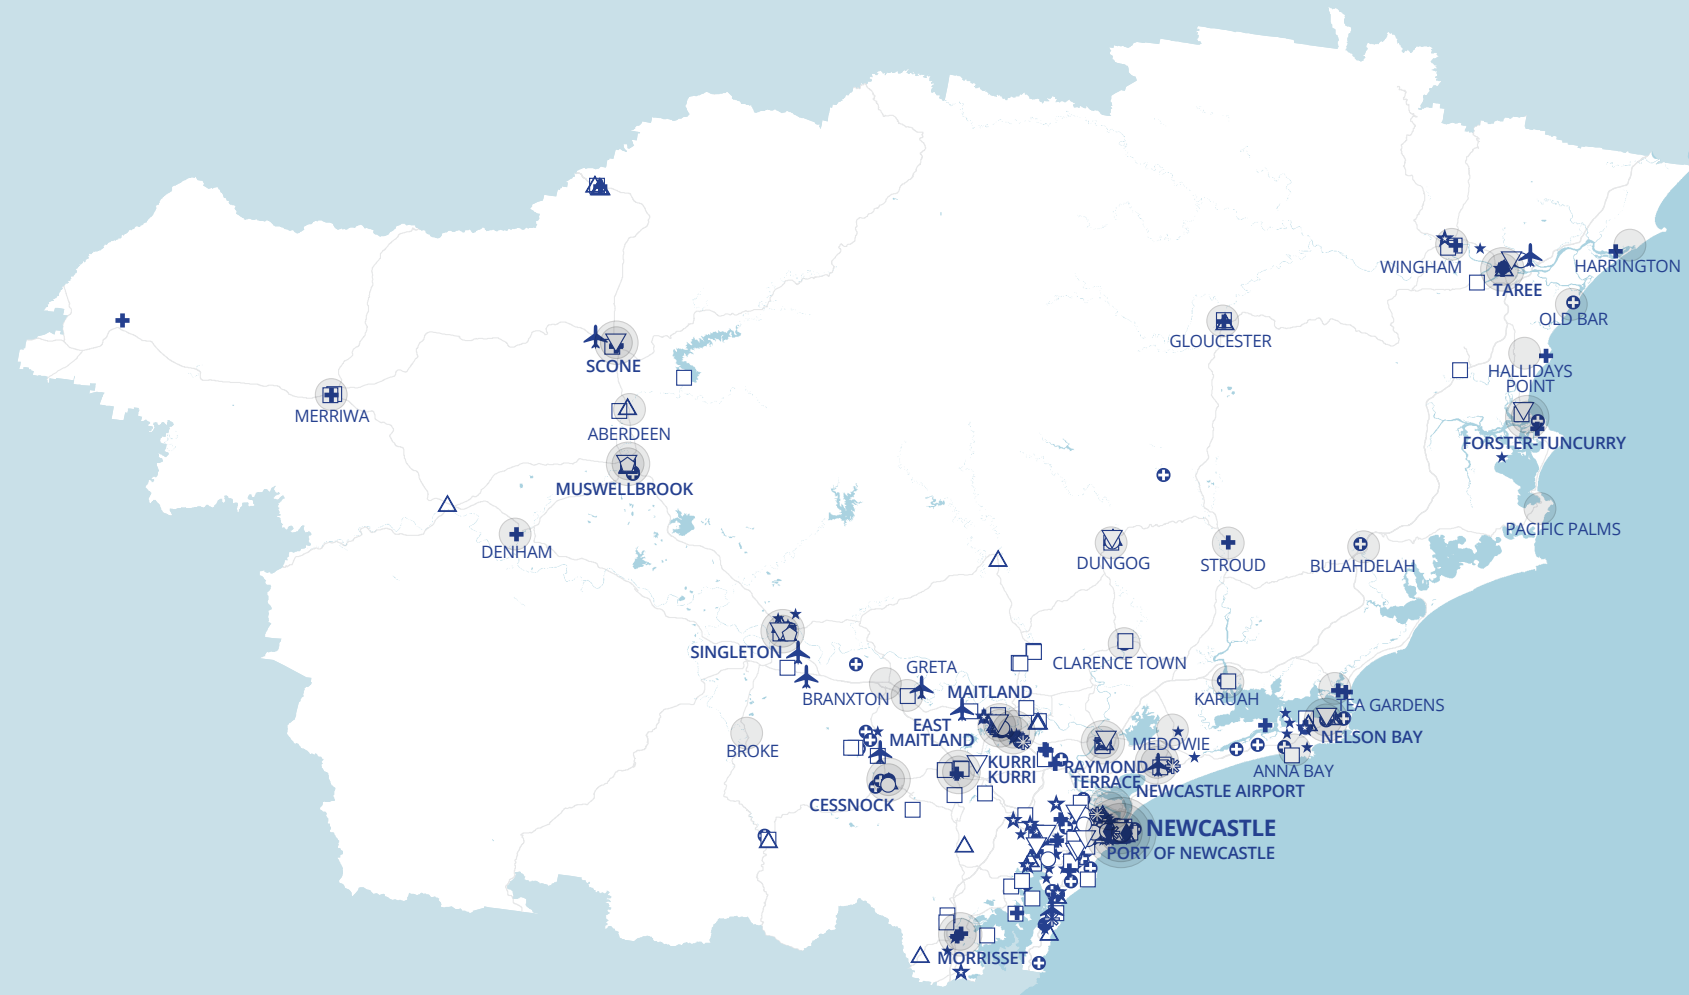 WINGHAM
HARRINGTON
TAREE
OLD BAR
GLOUCESTER
SCONE
HALLIDAYS
POINT
MERRIWA
ABERDEEN
FORSTER-TUNCURRY
MUSWELLBROOK
PACIFIC PALMS
DENHAM
DUNGOG
STROUD
BULAHDELAH
SINGLETON
GRETA
CLARENCE TOWN
BRANXTON
MAITLAND
KARUAH
TEA GARDENS
EAST
MAITLAND
NELSON BAY
BROKE
MEDOWIE
KURRI
KURRI
RAYMOND
TERRACE
ANNA BAY
NEWCASTLE AIRPORT
CESSNOCK
NEWCASTLE
PORT OF NEWCASTLE
MORRISSET